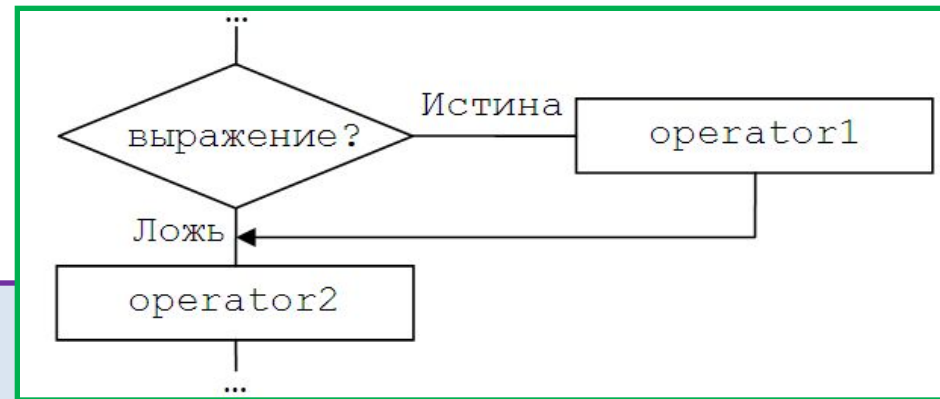 ...
Истина
выражение?
operator1
Ложь
operator2
...